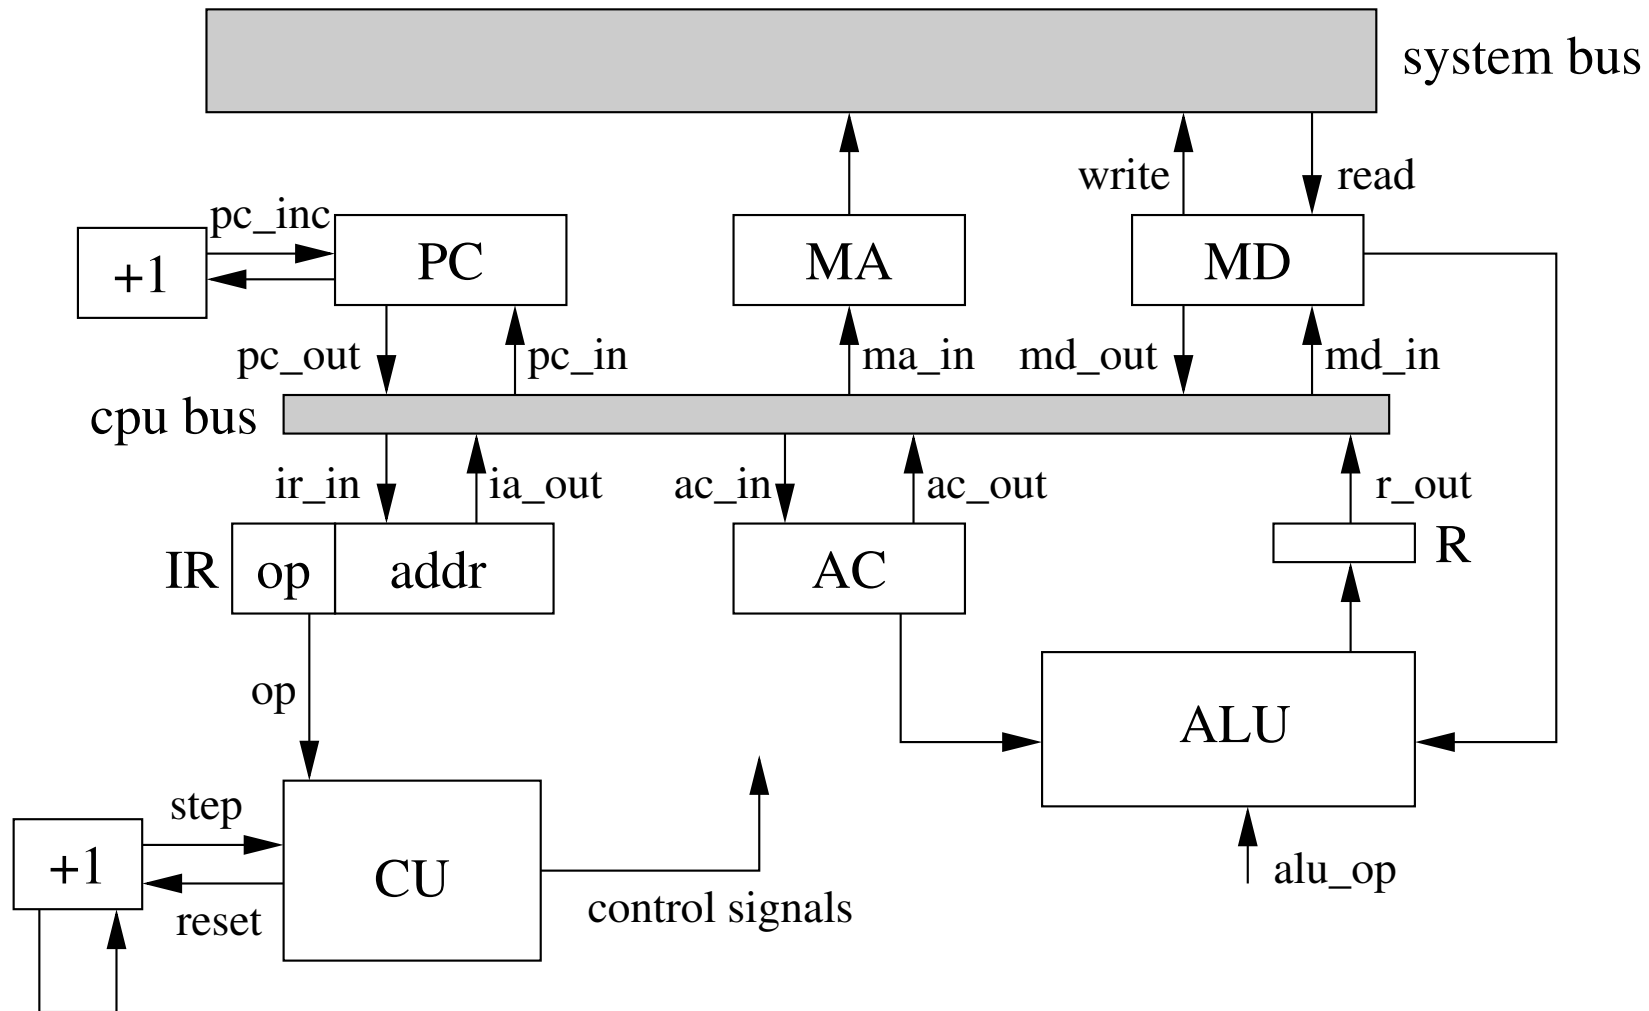 system bus
write
read
pc_inc
+1
PC
MA
MD
pc_out
pc_in
ma_in
md_out
md_in
cpu bus
ir_in
ia_out
ac_in
ac_out
r_out
IR
op
addr
AC
R
op
ALU
step
+1
CU
alu_op
reset
control signals